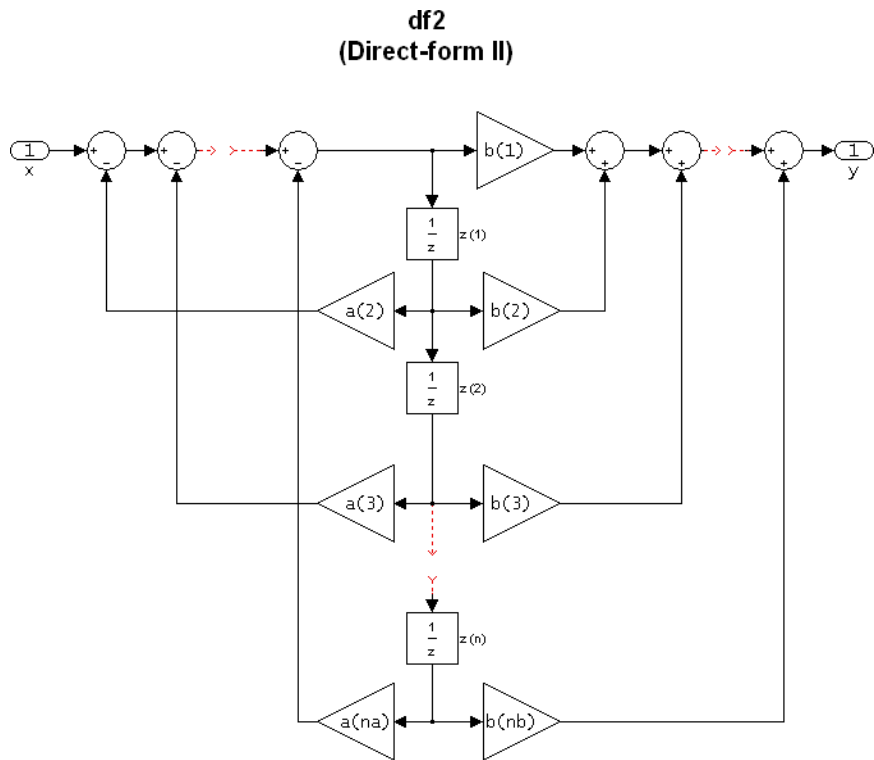 df2
(Direct-form II)
1
x
+
-
+
-
+
-
b(1)
+
+
+
+
+
+
1
y
1
z
z(1)
a(2)
b(2)
1
z
z(2)
a(3)
b(3)
1
z
z(n)
a(na)
b(nb)